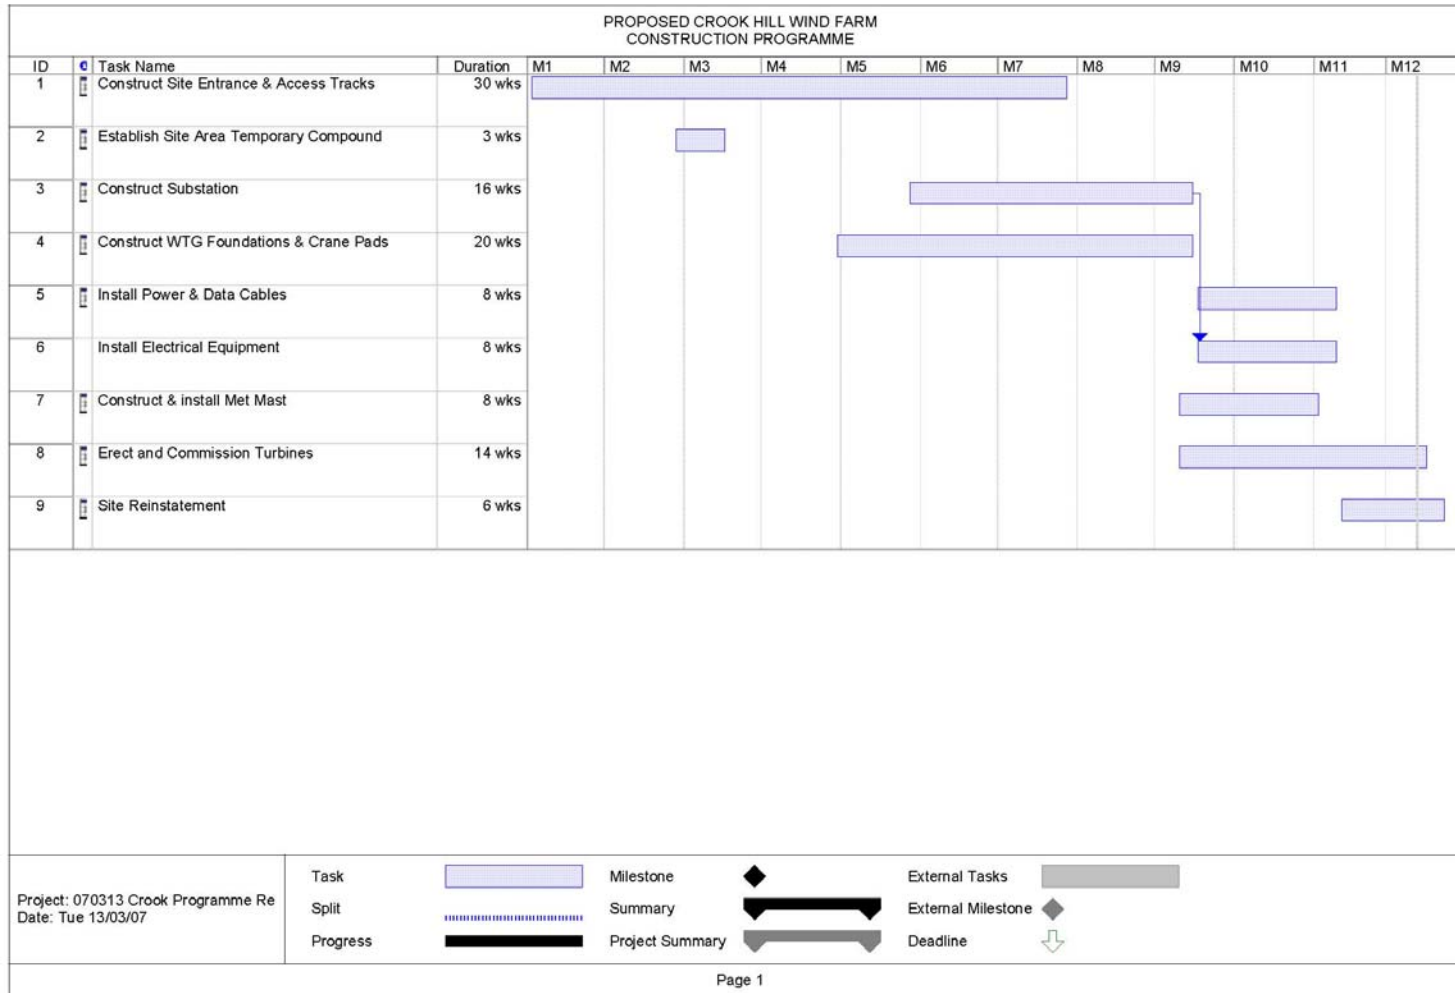 PROPOSED CROOK HILL WIND FARM
CONSTRUCTION PROGRAMME
ID Task Name Duration M1 M2 M3 M4 M5 M6 M7 M8 M9 M10 M11 M12
1 Construct Site Entrance & Access Tracks 30 wks
2 Establish Site Area Temporary Compound 3 wks
3 Construct Substation 16 wks
4 Construct WTG Foundations & Crane Pads 20 wks
5 Install Power & Data Cables 8 wks
6 Install Electrical Equipment 8 wks
7 Construct & install Met Mast 8 wks
8 Erect and Commission Turbines 14 wks
9 Site Reinstatement 6 wks
Project: 070313 Crook Programme Re
Date: Tue 13/03/07
Task Milestone External Tasks
Split Summary External Milestone
Progress Project Summary Deadline
Page 1